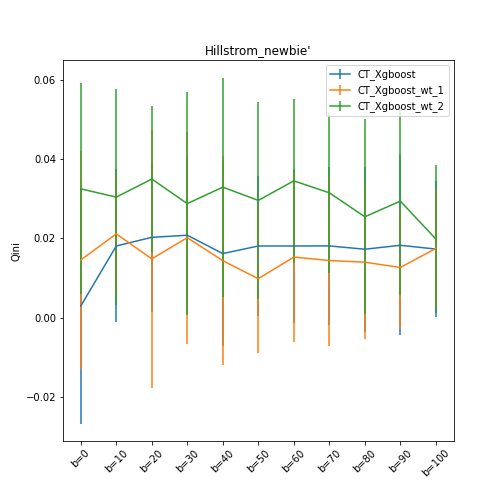 Hillstrom_newbie'
CT_Xgboost
CT_Xgboost_wt_1
CT_Xgboost_wt_2
Qini
0.06
0.04
0.02
0.00
−0.02
b=0
b=10
b=20
b=30
b=40
b=50
b=60
b=70
b=80
b=90
b=100